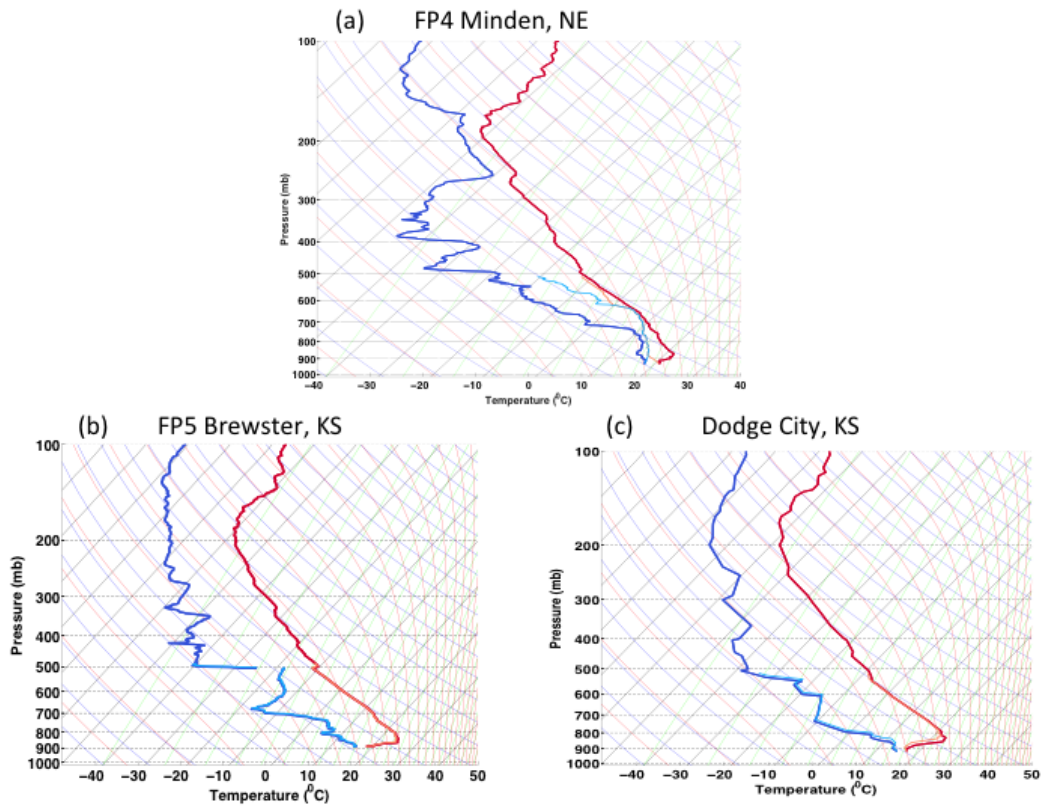 (a) FP4 Minden, NE
100
200
300
400
500
600
700
800
900
1000
Pressure (mb)
−40 −30 −20 −10 0 10 20 30 40
Temperature (⁰C)
(b) FP5 Brewster, KS
100
200
300
400
500
600
700
800
900
1000
Pressure (mb)
−40 −30 −20 −10 0 10 20 30 40 50
Temperature (⁰C)
(c) Dodge City, KS
100
200
300
400
500
600
700
800
900
1000
Pressure (mb)
−40 −30 −20 −10 0 10 20 30 40 50
Temperature (⁰C)